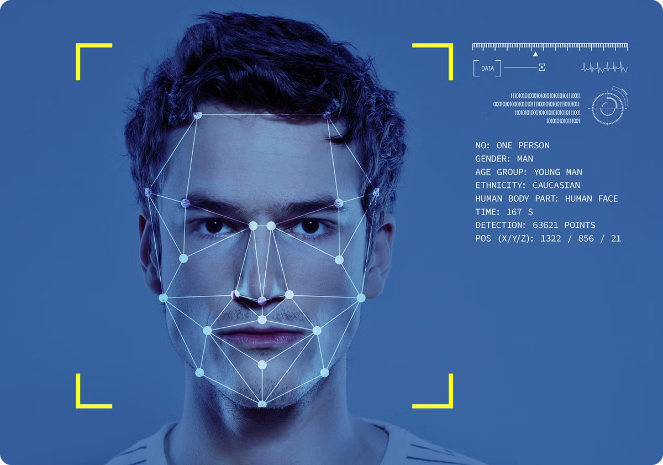 DATA
NO: ONE PERSON
GENDER: MAN
AGE GROUP: YOUNG MAN
ETHNICITY: CAUCASIAN
HUMAN BODY PART: HUMAN FACE
TIME: 167 S
DETECTION: 63621 POINTS
POS (X/Y/Z): 1322 / 856 / 21